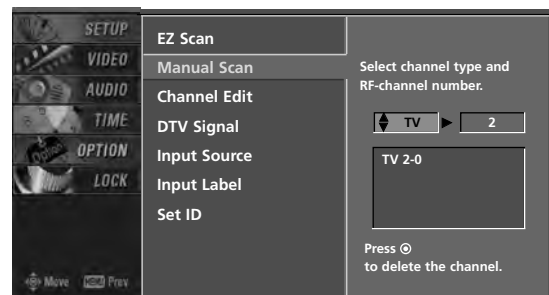 SETUP
VIDEO
AUDIO
TIME
OPTION
LOCK
Move MENU Prev
EZ Scan
Manual Scan
Channel Edit
DTV Signal
Input Source
Input Label
Set ID
Select channel type and
RF-channel number.
TV 2
TV 2-0
Press
to delete the channel.